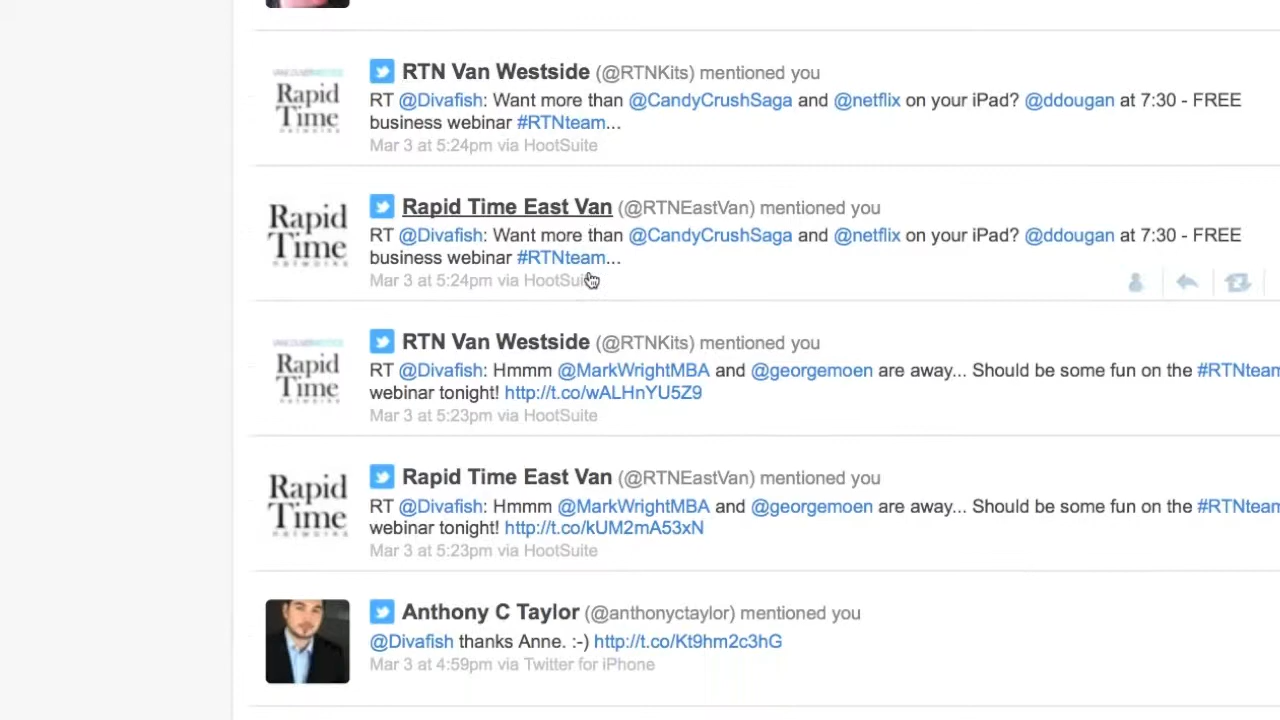 RTN Van Westside (@RTNKits) mentioned you
RT @Divafish: Want more than @CandyCrushSaga and @netflix on your iPad? @ddougan at 7:30 - FREE
business webinar #RTNteam...
Mar 3 at 5:24pm via HootSuite
Rapid
Time
Rapid Time East Van (@RTNEastVan) mentioned you
RT @Divafish: Want more than @CandyCrushSaga and @netflix on your iPad? @ddougan at 7:30 - FREE
business webinar #RTNteam...
Mar 3 at 5:24pm via HootSuite
Rapid
Time
RTN Van Westside (@RTNKits) mentioned you
RT @Divafish: Hmmm @MarkWrightMBA and @georgemoen are away... Should be some fun on the #RTNteam
webinar tonight! http://t.co/wALHnYU5Z9
Mar 3 at 5:23pm via HootSuite
Rapid
Time
Rapid Time East Van (@RTNEastVan) mentioned you
RT @Divafish: Hmmm @MarkWrightMBA and @georgemoen are away... Should be some fun on the #RTNteam
webinar tonight! http://t.co/kUM2mA53xN
Mar 3 at 5:23pm via HootSuite
Rapid
Time
Anthony C Taylor (@anthonyctaylor) mentioned you
@Divafish thanks Anne. :-) http://t.co/Kt9hm2c3hG
Mar 3 at 4:59pm via Twitter for iPhone